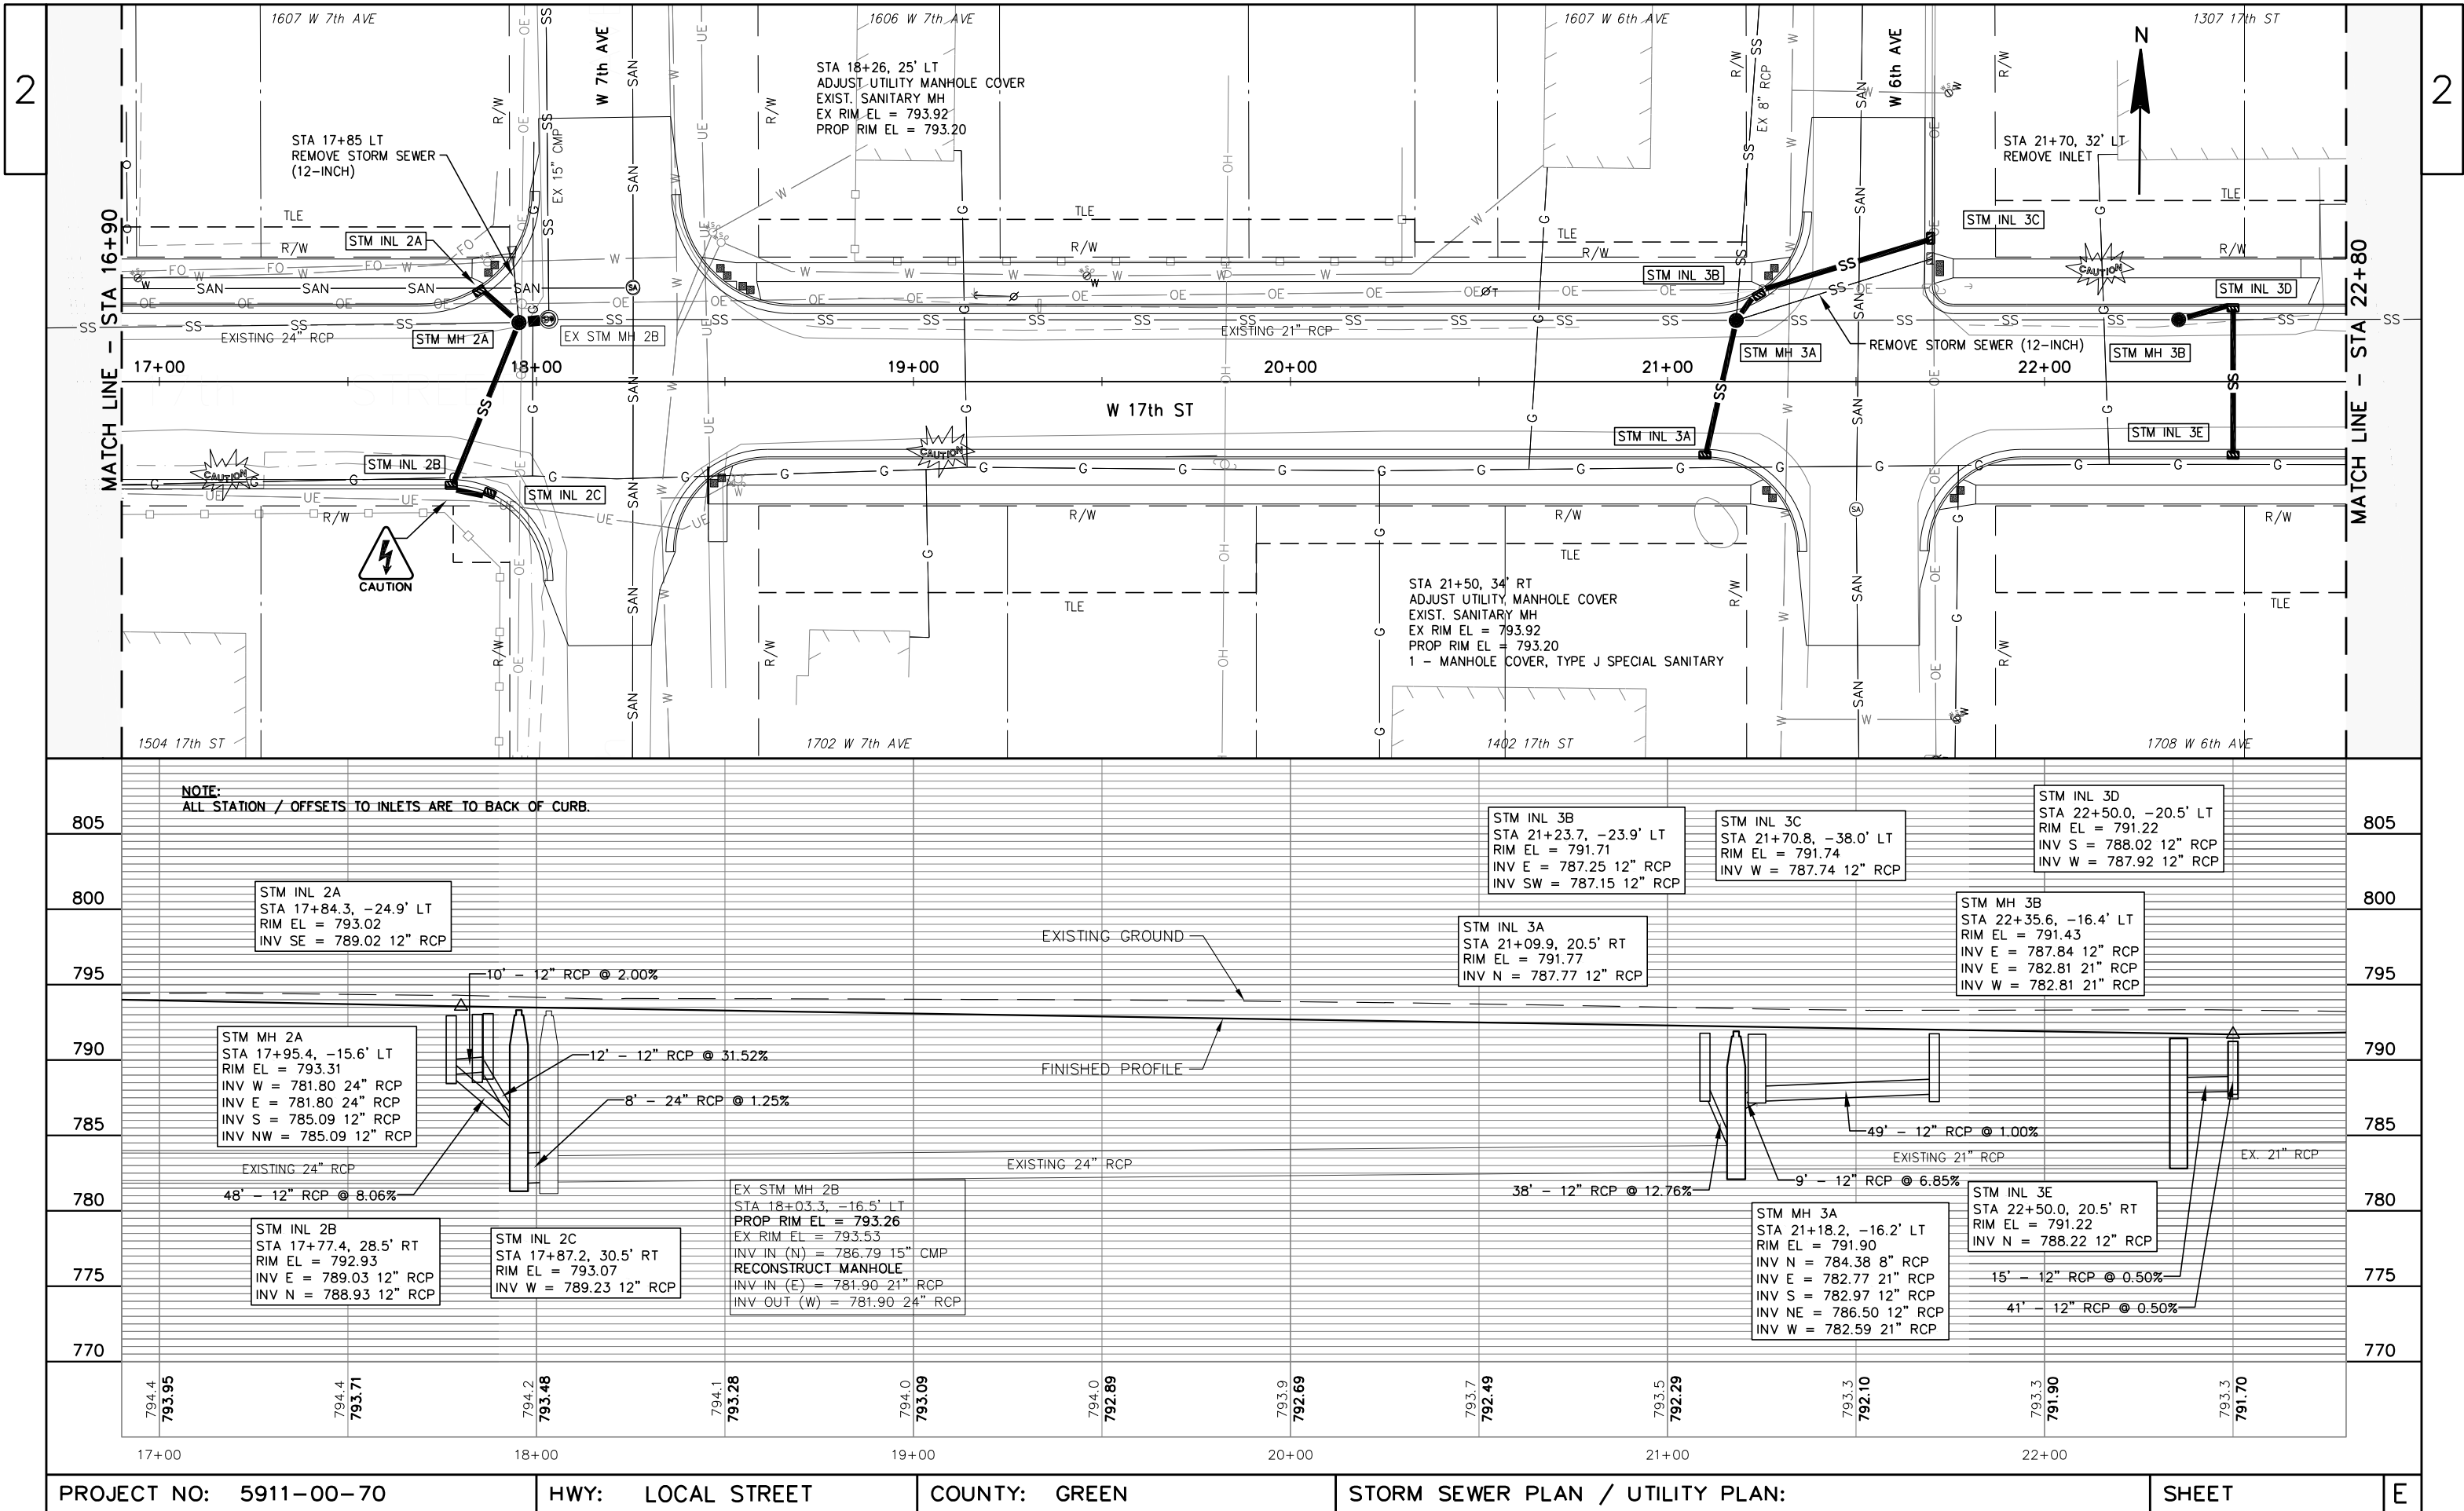 1607 W 7th AVE
1606 W 7th AVE
1607 W 6th AVE
1307 17th ST
2
2
N
W 7th AVE
W 6th AVE
STA 18+26, 25' LT
ADJUST UTILITY MANHOLE COVER
EXIST. SANITARY MH
EX RIM EL = 793.92
PROP RIM EL = 793.20
STA 17+85 LT
REMOVE STORM SEWER
(12-INCH)
EX 15" CMP
EX 8" RCP
STA 21+70, 32' LT
REMOVE INLET
TLE
TLE
TLE
TLE
R/W
R/W
R/W
R/W
STM INL 2A
STM INL 3B
STM INL 3C
STM INL 3D
CAUTION
MATCH LINE - STA 16+90
MATCH LINE - STA 22+80
EXISTING 24" RCP
STM MH 2A
EX STM MH 2B
EXISTING 21" RCP
STM MH 3A
REMOVE STORM SEWER (12-INCH)
STM MH 3B
17+00
18+00
19+00
20+00
21+00
22+00
W 17th ST
STM INL 2B
STM INL 2C
STM INL 3A
STM INL 3E
CAUTION
CAUTION
CAUTION
R/W
R/W
R/W
R/W
TLE
TLE
TLE
STA 21+50, 34' RT
ADJUST UTILITY MANHOLE COVER
EXIST. SANITARY MH
EX RIM EL = 793.92
PROP RIM EL = 793.20
1 - MANHOLE COVER, TYPE J SPECIAL SANITARY
1504 17th ST
1702 W 7th AVE
1402 17th ST
1708 W 6th AVE
NOTE:
ALL STATION / OFFSETS TO INLETS ARE TO BACK OF CURB.
805
800
795
790
785
780
775
770
805
800
795
790
785
780
775
770
STM INL 2A
STA 17+84.3, -24.9' LT
RIM EL = 793.02
INV SE = 789.02 12" RCP
10' - 12" RCP @ 2.00%
STM MH 2A
STA 17+95.4, -15.6' LT
RIM EL = 793.31
INV W = 781.80 24" RCP
INV E = 781.80 24" RCP
INV S = 785.09 12" RCP
INV NW = 785.09 12" RCP
12' - 12" RCP @ 31.52%
8' - 24" RCP @ 1.25%
EXISTING 24" RCP
48' - 12" RCP @ 8.06%
STM INL 2B
STA 17+77.4, 28.5' RT
RIM EL = 792.93
INV E = 789.03 12" RCP
INV N = 788.93 12" RCP
STM INL 2C
STA 17+87.2, 30.5' RT
RIM EL = 793.07
INV W = 789.23 12" RCP
EX STM MH 2B
STA 18+03.3, -16.5' LT
PROP RIM EL = 793.26
EX RIM EL = 793.53
INV IN (N) = 786.79 15" CMP
RECONSTRUCT MANHOLE
INV IN (E) = 781.90 21" RCP
INV OUT (W) = 781.90 24" RCP
EXISTING GROUND
FINISHED PROFILE
EXISTING 24" RCP
STM INL 3B
STA 21+23.7, -23.9' LT
RIM EL = 791.71
INV E = 787.25 12" RCP
INV SW = 787.15 12" RCP
STM INL 3C
STA 21+70.8, -38.0' LT
RIM EL = 791.74
INV W = 787.74 12" RCP
STM INL 3D
STA 22+50.0, -20.5' LT
RIM EL = 791.22
INV S = 788.02 12" RCP
INV W = 787.92 12" RCP
STM INL 3A
STA 21+09.9, 20.5' RT
RIM EL = 791.77
INV N = 787.77 12" RCP
STM MH 3B
STA 22+35.6, -16.4' LT
RIM EL = 791.43
INV E = 787.84 12" RCP
INV E = 782.81 21" RCP
INV W = 782.81 21" RCP
49' - 12" RCP @ 1.00%
EXISTING 21" RCP
EX. 21" RCP
9' - 12" RCP @ 6.85%
38' - 12" RCP @ 12.76%
STM MH 3A
STA 21+18.2, -16.2' LT
RIM EL = 791.90
INV N = 784.38 8" RCP
INV E = 782.77 21" RCP
INV S = 782.97 12" RCP
INV NE = 786.50 12" RCP
INV W = 782.59 21" RCP
STM INL 3E
STA 22+50.0, 20.5' RT
RIM EL = 791.22
INV N = 788.22 12" RCP
15' - 12" RCP @ 0.50%
41' - 12" RCP @ 0.50%
794.4 793.95
794.4 793.71
794.2 793.48
794.1 793.28
794.0 793.09
794.0 792.89
793.9 792.69
793.7 792.49
793.5 792.29
793.3 792.10
793.3 791.90
793.3 791.70
17+00
18+00
19+00
20+00
21+00
22+00
PROJECT NO: 5911-00-70
HWY: LOCAL STREET
COUNTY: GREEN
STORM SEWER PLAN / UTILITY PLAN:
SHEET
E